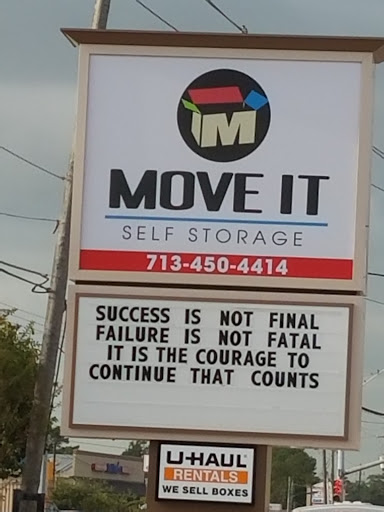 M
MOVE IT
SELF STORAGE
713-450-4414
SUCCESS IS NOT FINAL
FAILURE IS NOT FATAL
IT IS THE COURAGE TO
CONTINUE THAT COUNTS
U-HAUL
RENTALS
WE SELL BOXES